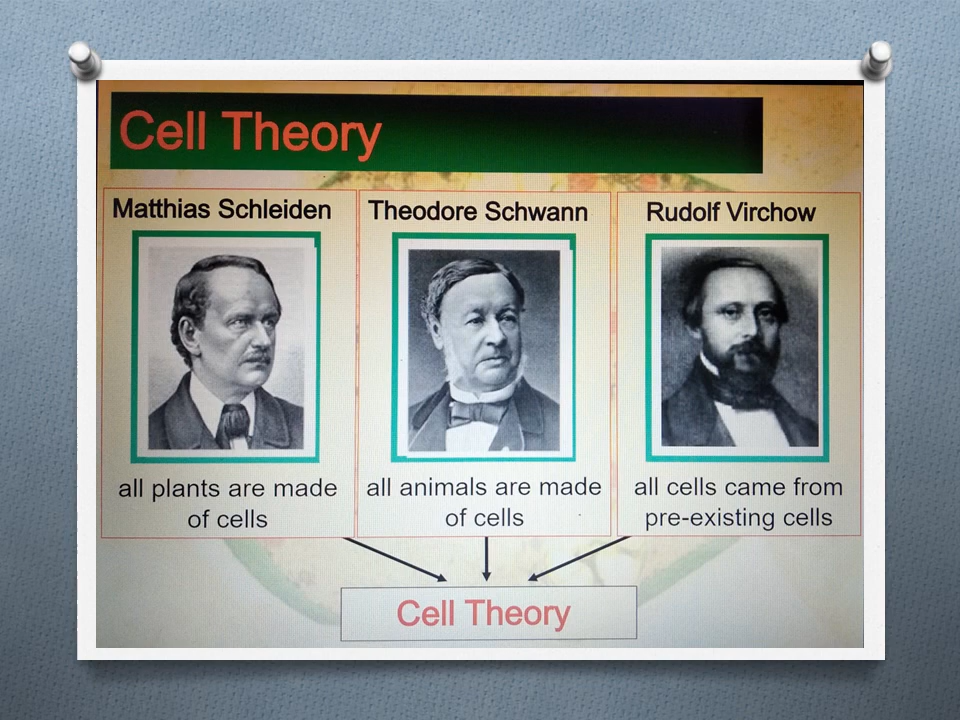 Cell Theory
Matthias Schleiden
Theodore Schwann
Rudolf Virchow
all plants are made
of cells
all animals are made
of cells
all cells came from
pre-existing cells
Cell Theory